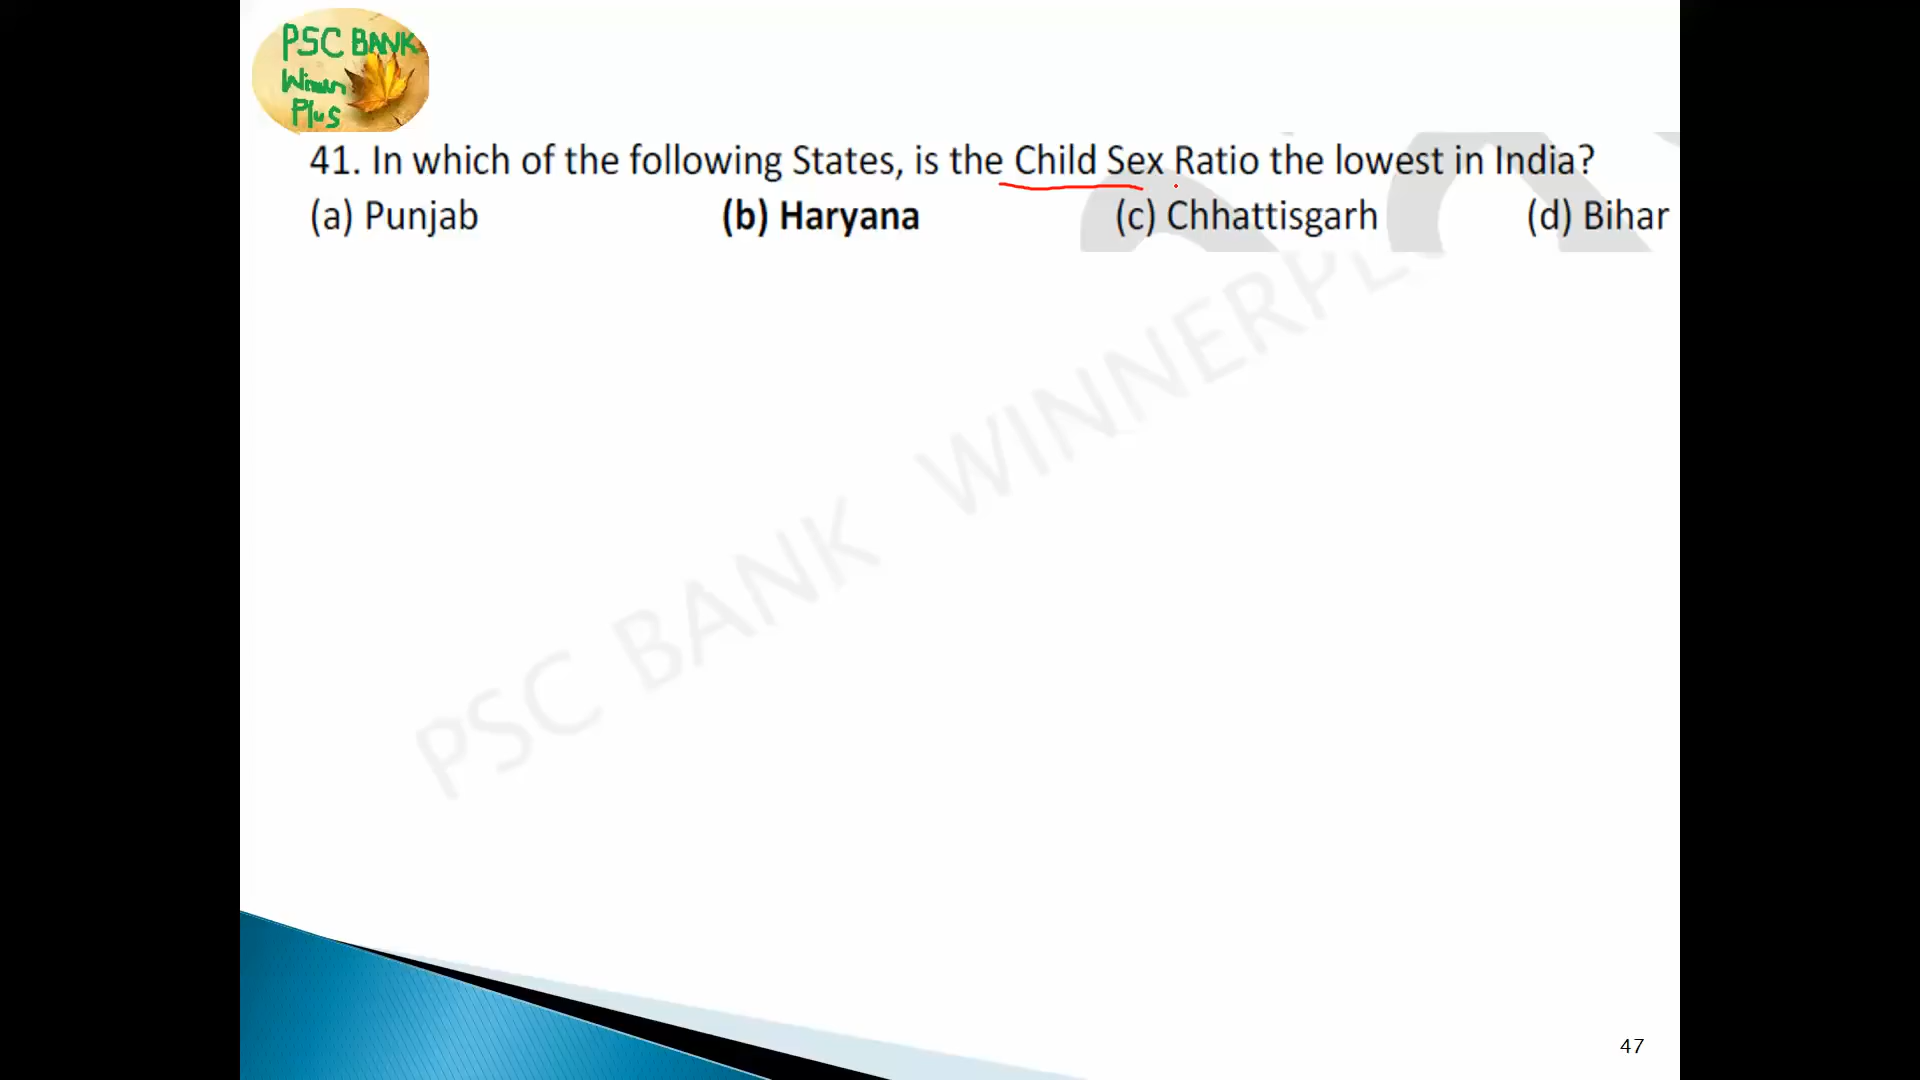 PSC BANK
Winner
Plus
41. In which of the following States, is the Child Sex Ratio the lowest in India?
(a) Punjab (b) Haryana (c) Chhattisgarh (d) Bihar
PSC BANK WINNERPL
47